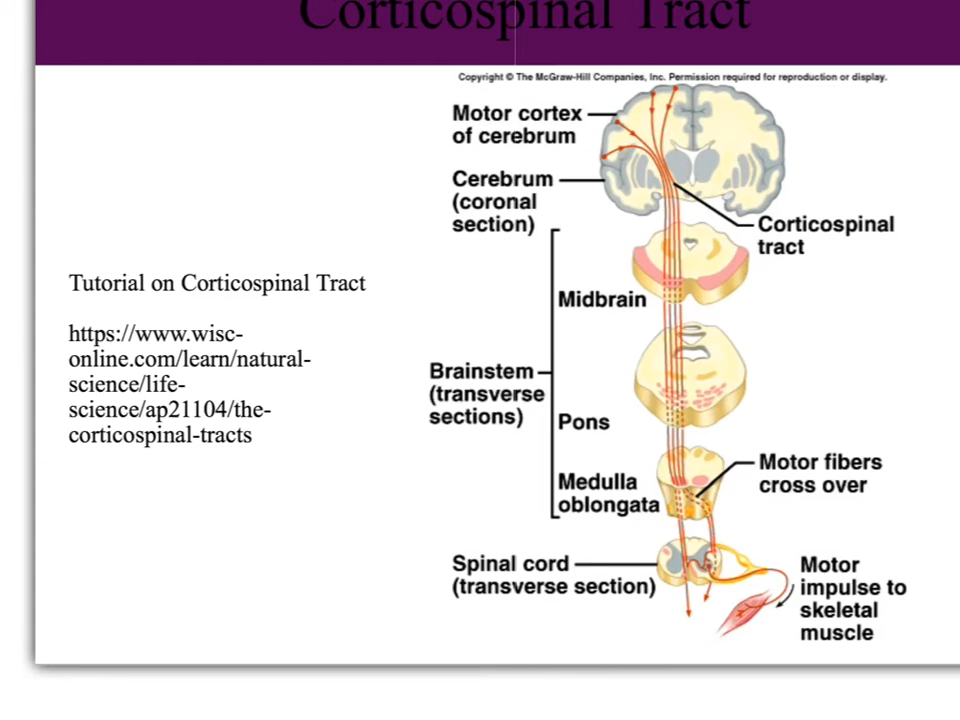 Corticospinal Tract
Copyright © The McGraw-Hill Companies, Inc. Permission required for reproduction or display.
Motor cortex
of cerebrum
Cerebrum
(coronal
section)
Corticospinal
tract
Tutorial on Corticospinal Tract
https://www.wisc-
online.com/learn/natural-
science/life-
science/ap21104/the-
corticospinal-tracts
Midbrain
Brainstem
(transverse
sections)
Pons
Medulla
oblongata
Motor fibers
cross over
Spinal cord
(transverse section)
Motor
impulse to
skeletal
muscle